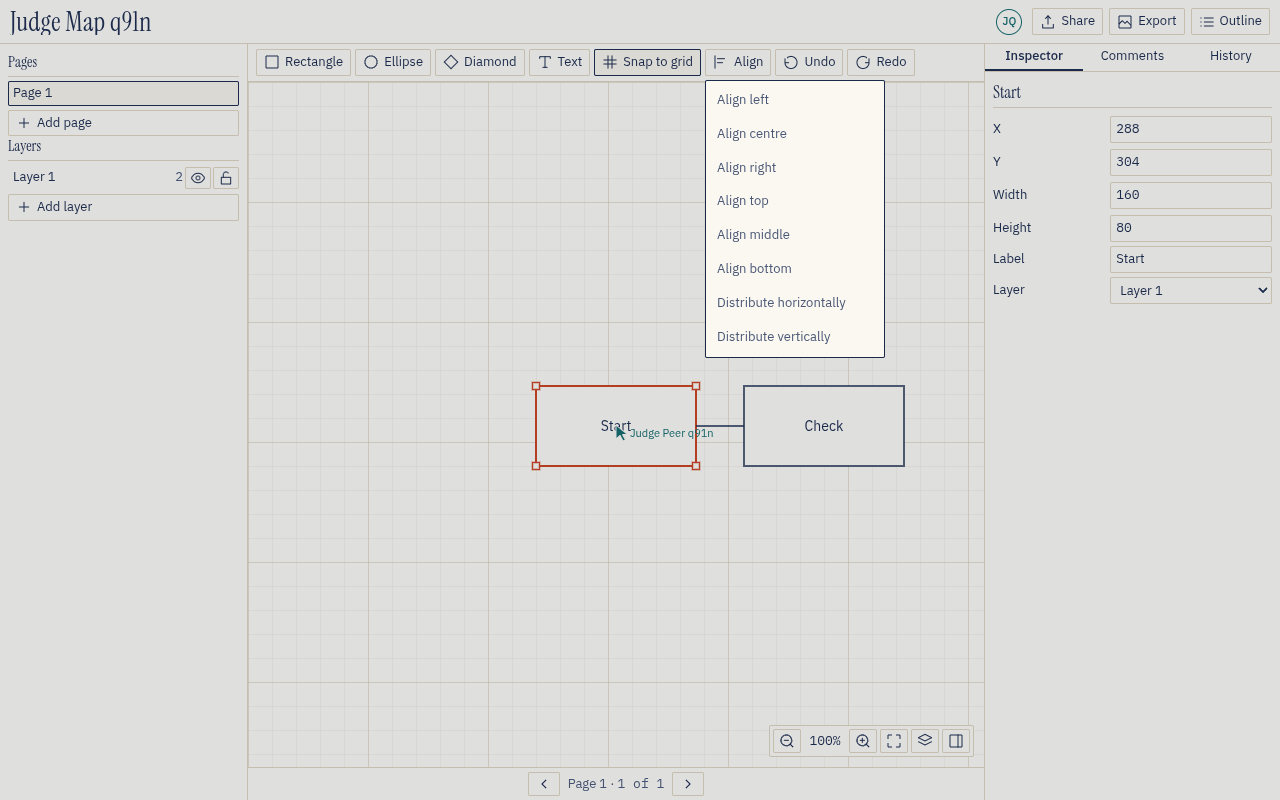 Judge Map q9ln
JQ
Share
Export
Outline
Pages
Page 1
Add page
Layers
Layer 1
2
Add layer
Rectangle
Ellipse
Diamond
Text
Snap to grid
Align
Undo
Redo
Align left
Align centre
Align right
Align top
Align middle
Align bottom
Distribute horizontally
Distribute vertically
Start
Judge Peer q91n
Check
100%
Page 1 · 1 of 1
Inspector
Comments
History
Start
X
288
Y
304
Width
160
Height
80
Label
Start
Layer
Layer 1